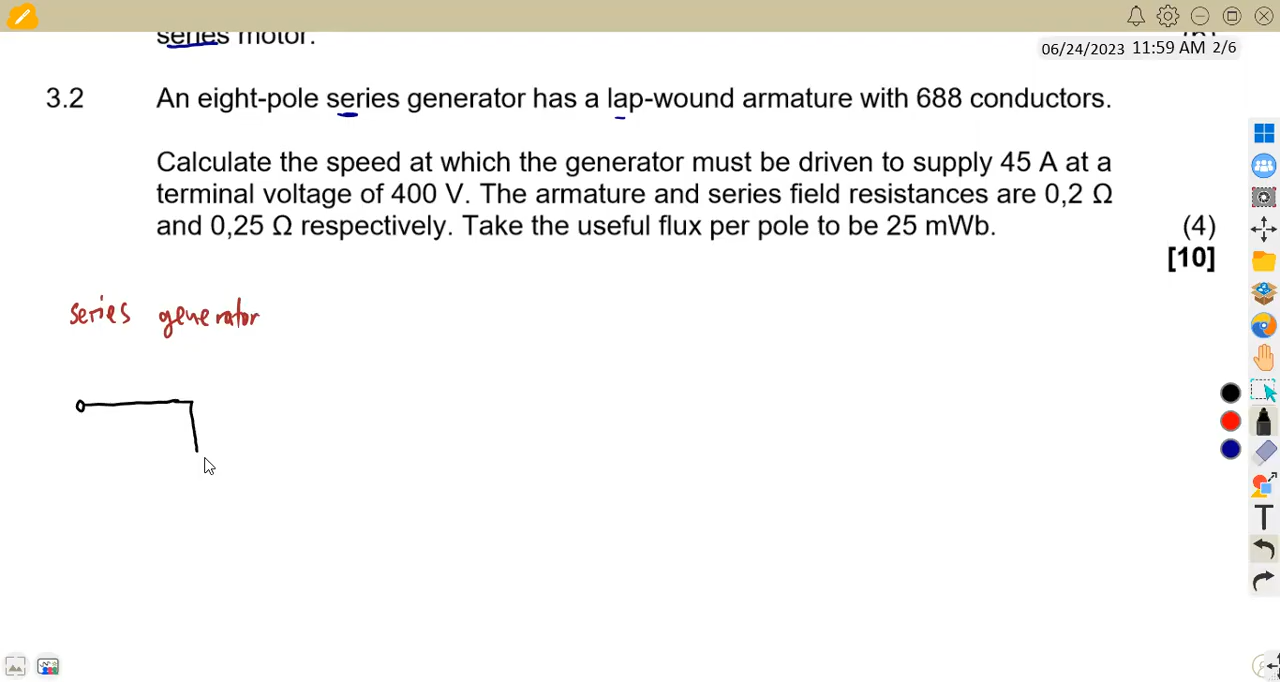 series motor.
06/24/2023 11:59 AM 2/6
3.2 An eight-pole series generator has a lap-wound armature with 688 conductors.
Calculate the speed at which the generator must be driven to supply 45 A at a
terminal voltage of 400 V. The armature and series field resistances are 0,2 Ω
and 0,25 Ω respectively. Take the useful flux per pole to be 25 mWb. (4)
[10]
series generator
T